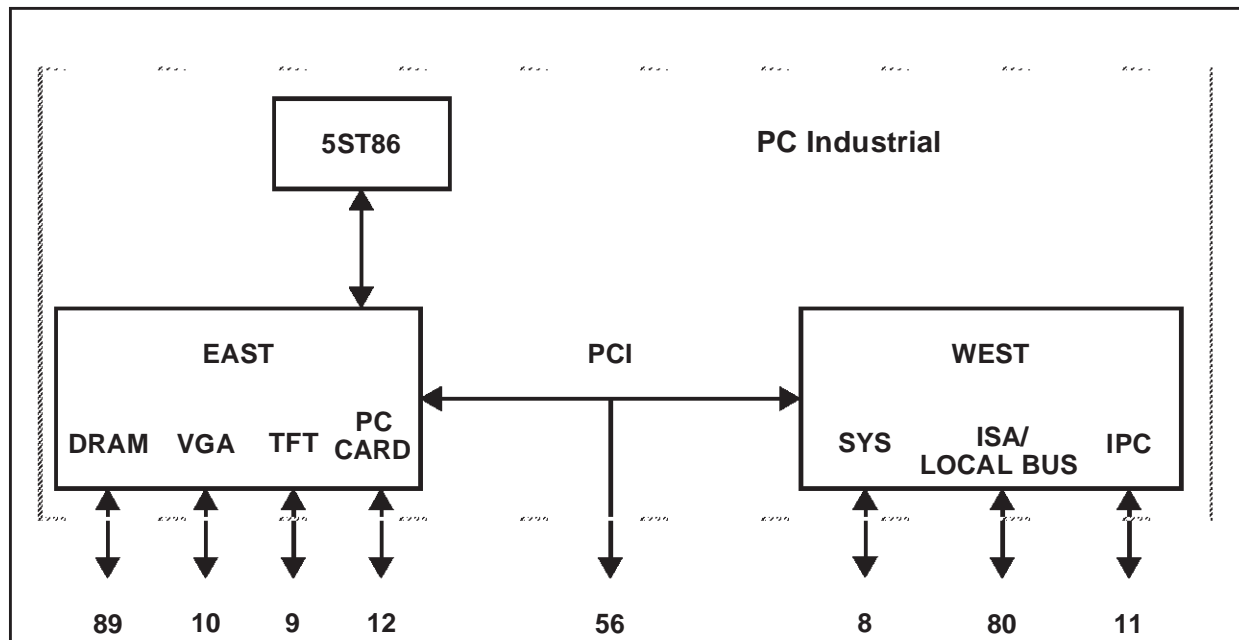 5ST86
PC Industrial
EAST
PCI
WEST
DRAM
VGA
TFT
PC
CARD
SYS
ISA/
LOCAL BUS
IPC
89
10
9
12
56
8
80
11